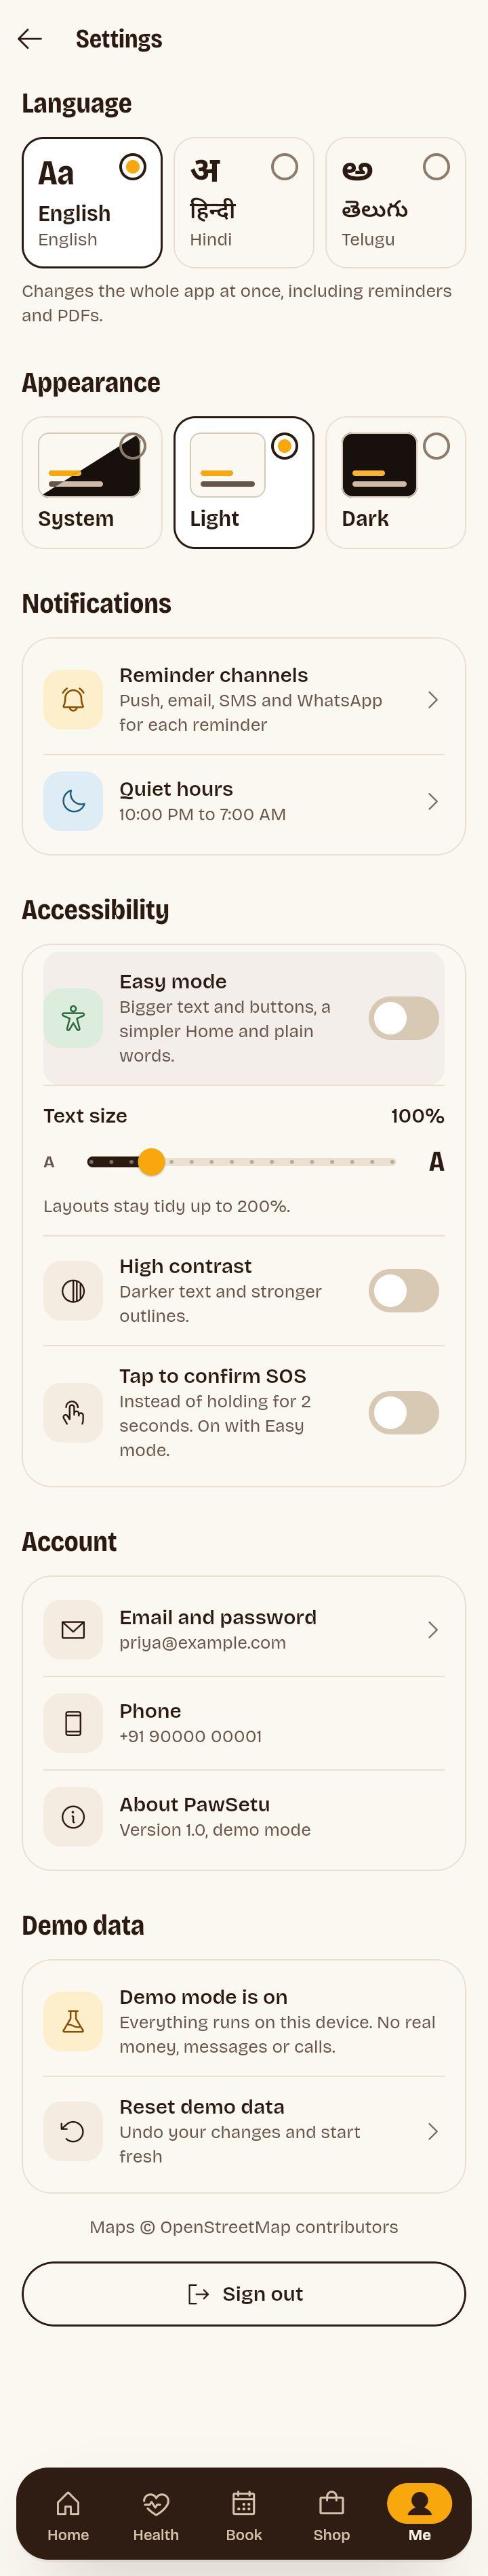 Settings
Language
Aa
English
English
अ
हिन्दी
Hindi
అ
తెలుగు
Telugu
Changes the whole app at once, including reminders
and PDFs.
Appearance
System
Light
Dark
Notifications
Reminder channels
Push, email, SMS and WhatsApp
for each reminder
Quiet hours
10:00 PM to 7:00 AM
Accessibility
Easy mode
Bigger text and buttons, a
simpler Home and plain
words.
Text size
100%
A
A
Layouts stay tidy up to 200%.
High contrast
Darker text and stronger
outlines.
Tap to confirm SOS
Instead of holding for 2
seconds. On with Easy
mode.
Account
Email and password
priya@example.com
Phone
+91 90000 00001
About PawSetu
Version 1.0, demo mode
Demo data
Demo mode is on
Everything runs on this device. No real
money, messages or calls.
Reset demo data
Undo your changes and start
fresh
Maps © OpenStreetMap contributors
Sign out
Home
Health
Book
Shop
Me